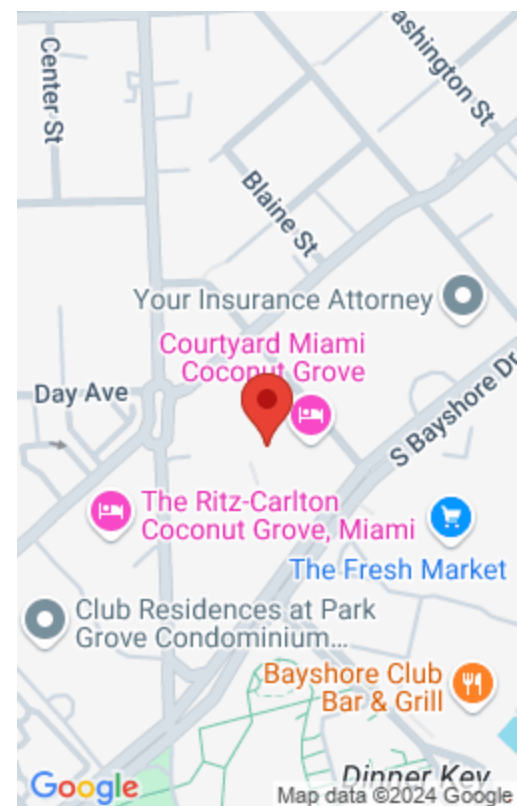 Center St
ashington St
Blaine St
Your Insurance Attorney
Courtyard Miami
Coconut Grove
Day Ave
S Bayshore Dr
The Ritz-Carlton
Coconut Grove, Miami
The Fresh Market
Club Residences at Park
Grove Condominium...
Bayshore Club
Bar & Grill
Dinner Key
Google
Map data ©2024 Google